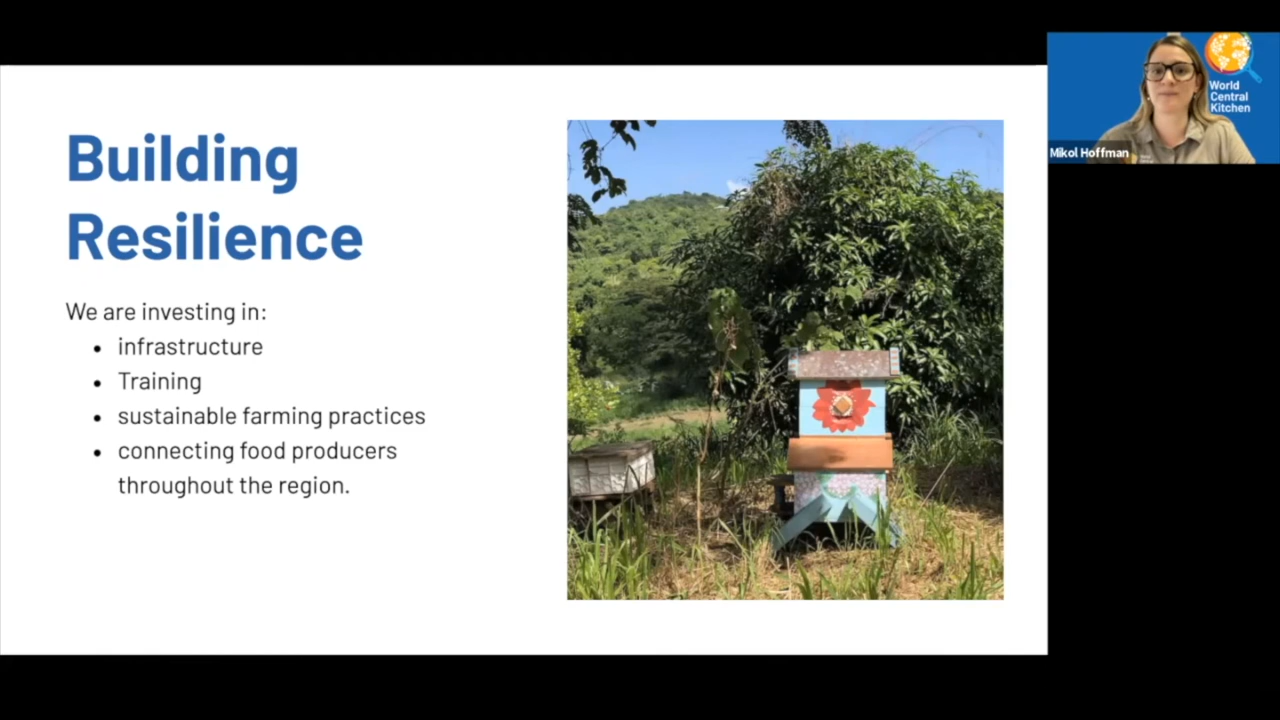 Building
Resilience
We are investing in:
• infrastructure
• Training
• sustainable farming practices
• connecting food producers
throughout the region.
World
Central
Kitchen
Mikol Hoffman